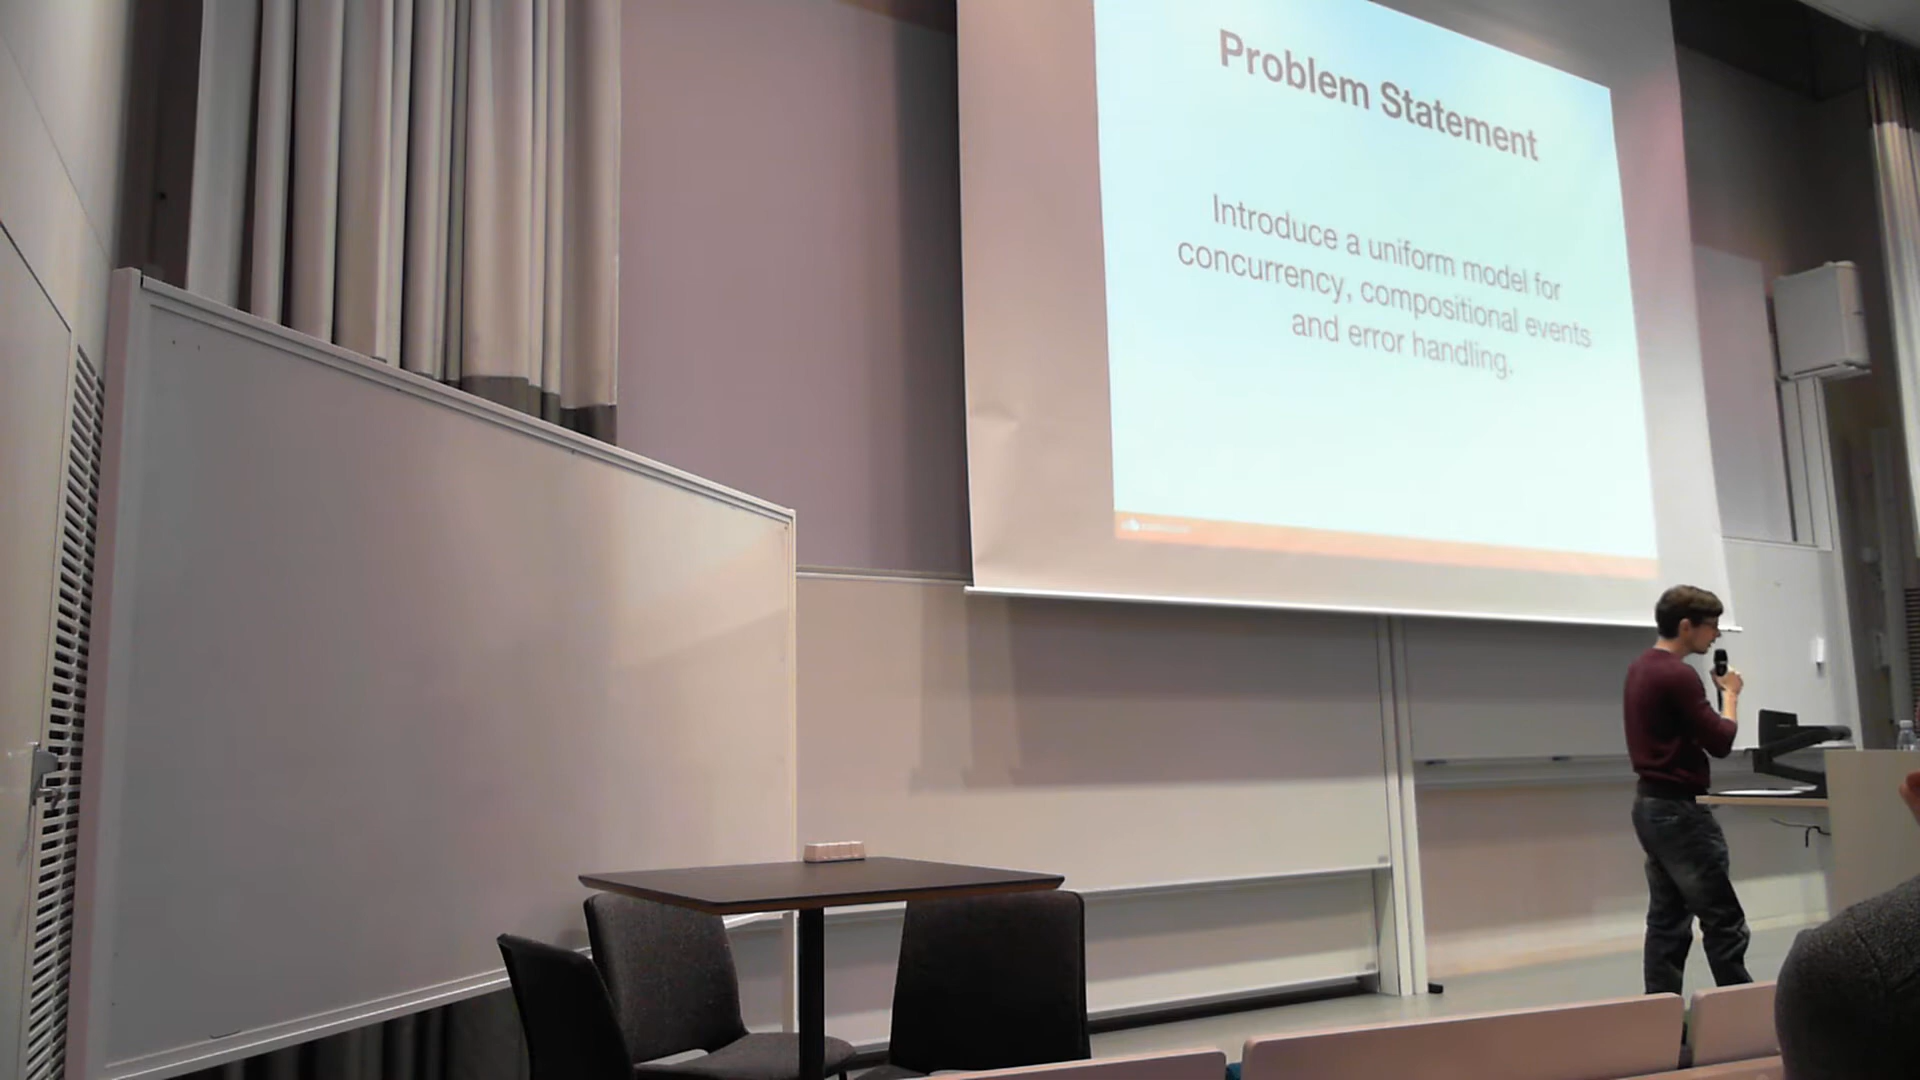 Problem Statement
Introduce a uniform model for
concurrency, compositional events
and error handling.